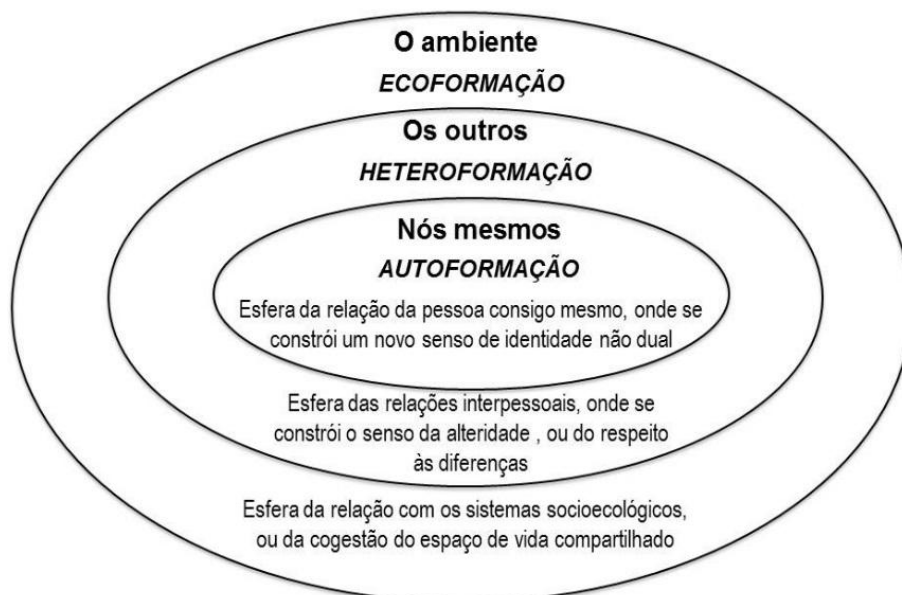 O ambiente
ECOFORMAÇÃO
Os outros
HETEROFORMAÇÃO
Nós mesmos
AUTOFORMAÇÃO
Esfera da relação da pessoa consigo mesmo, onde se
constrói um novo senso de identidade não dual
Esfera das relações interpessoais, onde se
constrói o senso da alteridade , ou do respeito
às diferenças
Esfera da relação com os sistemas socioecológicos,
ou da cogestão do espaço de vida compartilhado